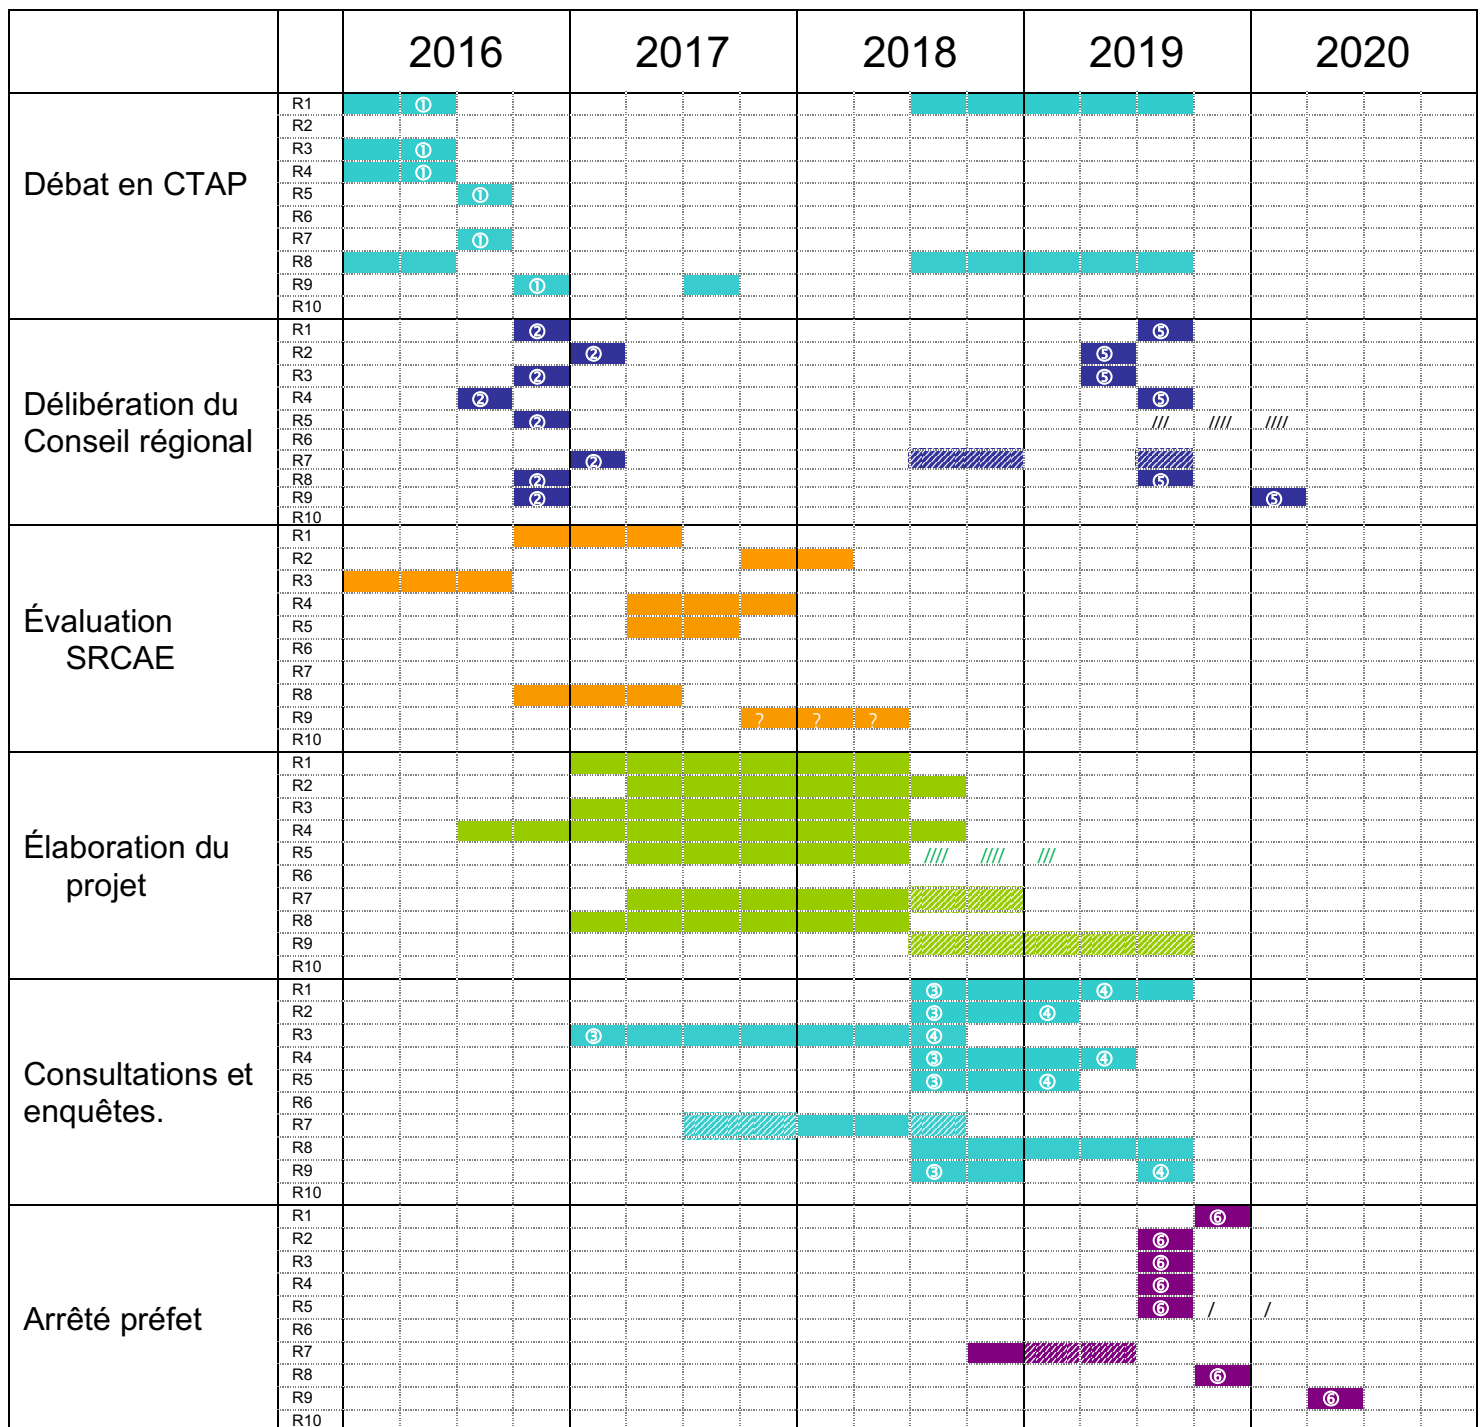 2016 2017 2018 2019 2020
Débat en CTAP
R1 ①
R2
R3 ①
R4 ①
R5 ①
R6
R7 ①
R8
R9 ①
R10
Délibération du
Conseil régional
R1 ② ⑤
R2 ② ⑤
R3 ② ⑤
R4 ② ⑤
R5 ② /// //// ////
R6
R7 ②
R8 ② ⑤
R9 ② ⑤
R10
Évaluation
SRCAE
R1
R2
R3
R4
R5
R6
R7
R8
R9 ? ? ?
R10
Élaboration du
projet
R1
R2
R3
R4
R5 //// //// ///
R6
R7
R8
R9
R10
Consultations et
enquêtes.
R1 ③ ④
R2 ③ ④
R3 ③ ④
R4 ③ ④
R5 ③ ④
R6
R7
R8
R9 ③ ④
R10
Arrêté préfet
R1 ⑥
R2 ⑥
R3 ⑥
R4 ⑥
R5 ⑥ / /
R6
R7
R8 ⑥
R9 ⑥
R10